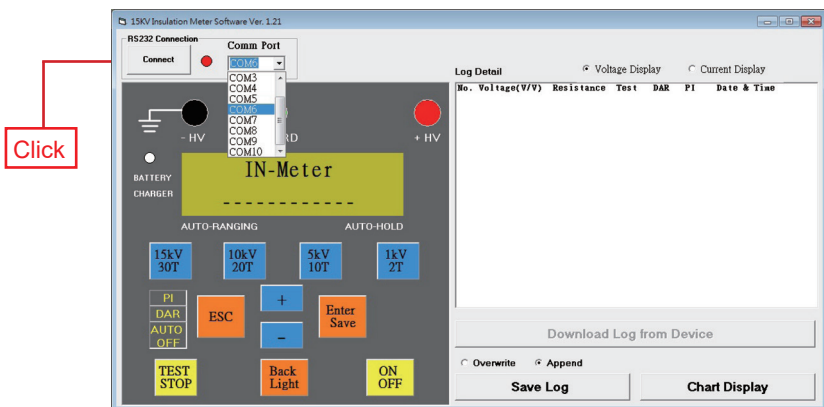 15KV Insulation Meter Software Ver. 1.21
RS232 Connection
Connect
Comm Port
COM6
COM3
COM4
COM5
COM6
COM7
COM8
COM9
COM10
Click
- HV
RD
+ HV
BATTERY
CHARGER
IN-Meter
------------
AUTO-RANGING
AUTO-HOLD
15kV
30T
10kV
20T
5kV
10T
1kV
2T
PI
DAR
AUTO
OFF
ESC
+
-
Enter
Save
TEST
STOP
Back
Light
ON
OFF
Log Detail
Voltage Display
Current Display
No. Voltage(V/V) Resistance Test DAR PI Date & Time
Download Log from Device
Overwrite
Append
Save Log
Chart Display